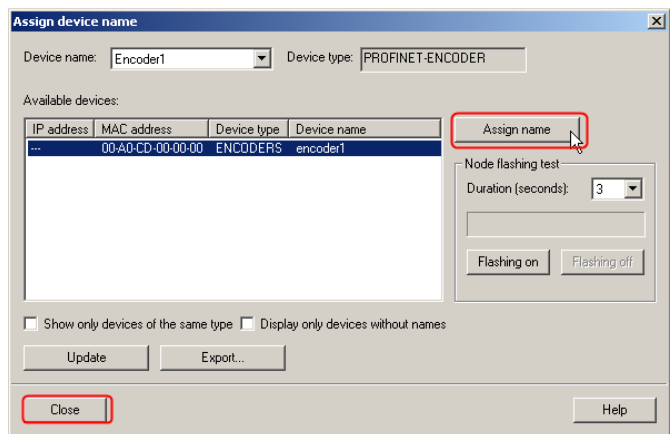 Assign device name
Device name: Encoder1 Device type: PROFINET-ENCODER
Available devices:
IP address MAC address Device type Device name
--- 00-A0-CD-00-00-00 ENCODERS encoder1
Assign name
Node flashing test
Duration (seconds): 3
Flashing on Flashing off
Show only devices of the same type Display only devices without names
Update Export...
Close Help